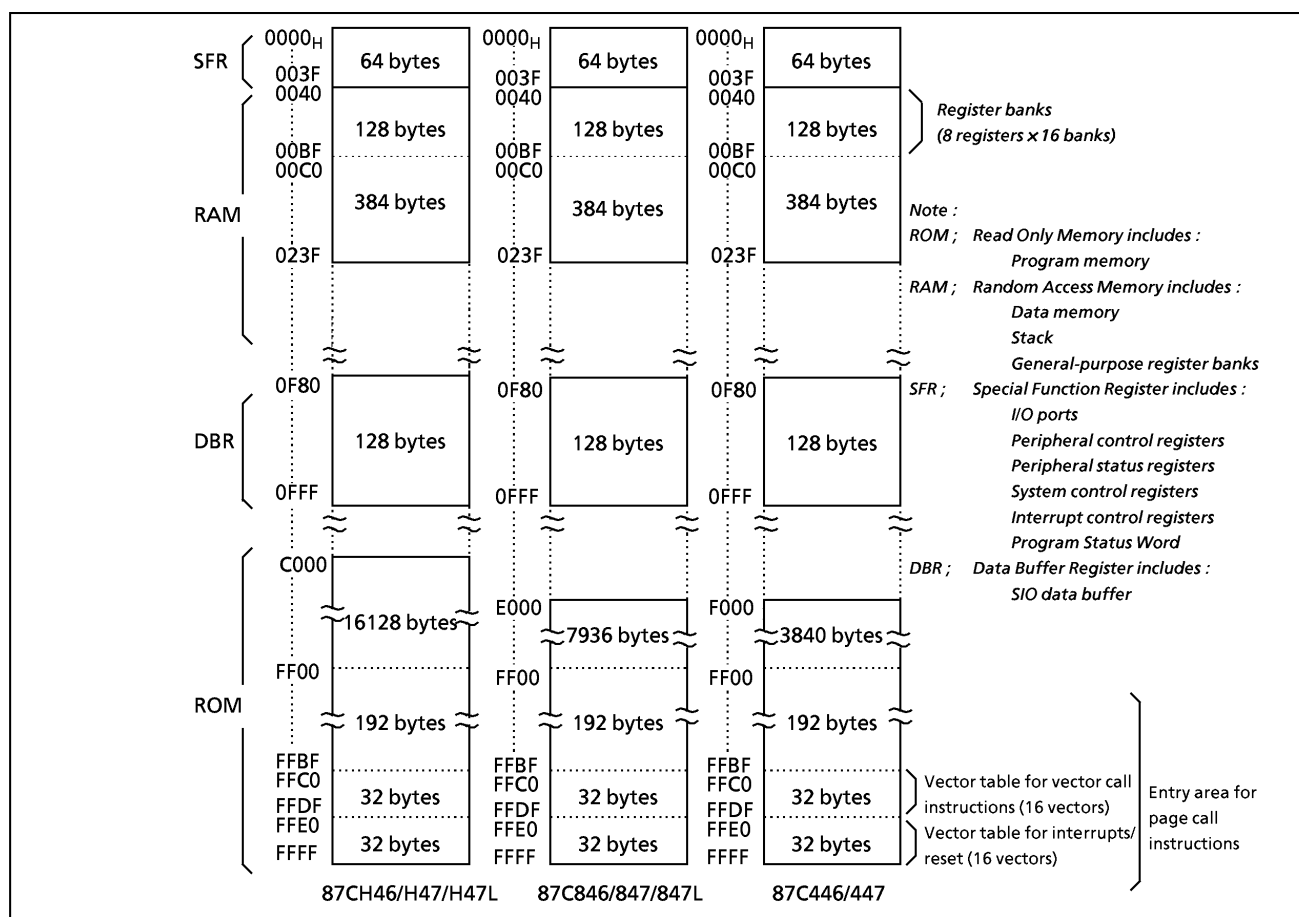 SFR
RAM
DBR
ROM
0000H
003F
0040
00BF
00C0
023F
0F80
0FFF
C000
FF00
FFBF
FFC0
FFDF
FFE0
FFFF
64 bytes
128 bytes
384 bytes
128 bytes
16128 bytes
192 bytes
32 bytes
32 bytes
87CH46/H47/H47L
0000H
003F
0040
00BF
00C0
023F
0F80
0FFF
E000
FF00
FFBF
FFC0
FFDF
FFE0
FFFF
64 bytes
128 bytes
384 bytes
128 bytes
7936 bytes
192 bytes
32 bytes
32 bytes
87C846/847/847L
0000H
003F
0040
00BF
00C0
023F
0F80
0FFF
F000
FF00
FFBF
FFC0
FFDF
FFE0
FFFF
64 bytes
128 bytes
384 bytes
128 bytes
3840 bytes
192 bytes
32 bytes
32 bytes
87C446/447
Register banks
(8 registers × 16 banks)
Note :
ROM ; Read Only Memory includes :
Program memory
RAM ; Random Access Memory includes :
Data memory
Stack
General-purpose register banks
SFR ; Special Function Register includes :
I/O ports
Peripheral control registers
Peripheral status registers
System control registers
Interrupt control registers
Program Status Word
DBR ; Data Buffer Register includes :
SIO data buffer
Vector table for vector call
instructions (16 vectors)
Vector table for interrupts/
reset (16 vectors)
Entry area for
page call
instructions